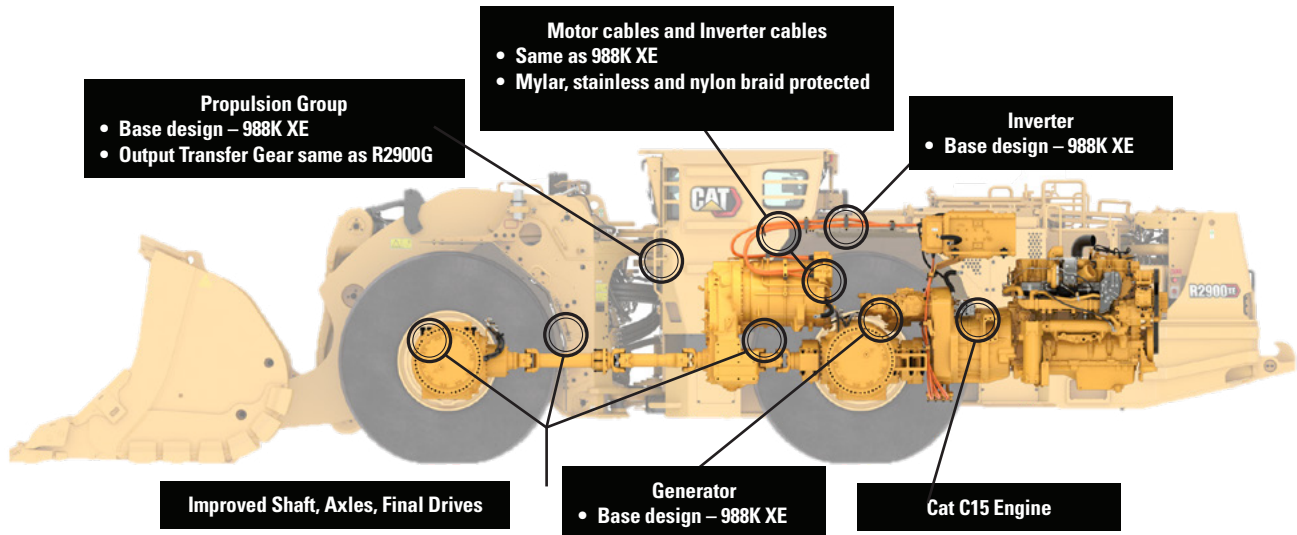 Motor cables and Inverter cables
• Same as 988K XE
• Mylar, stainless and nylon braid protected
Propulsion Group
• Base design – 988K XE
• Output Transfer Gear same as R2900G
Inverter
• Base design – 988K XE
CAT
R2900XE
Improved Shaft, Axles, Final Drives
Generator
• Base design – 988K XE
Cat C15 Engine